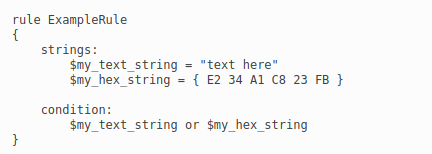 rule ExampleRule
{
    strings:
        $my_text_string = "text here"
        $my_hex_string = { E2 34 A1 C8 23 FB }

    condition:
        $my_text_string or $my_hex_string
}